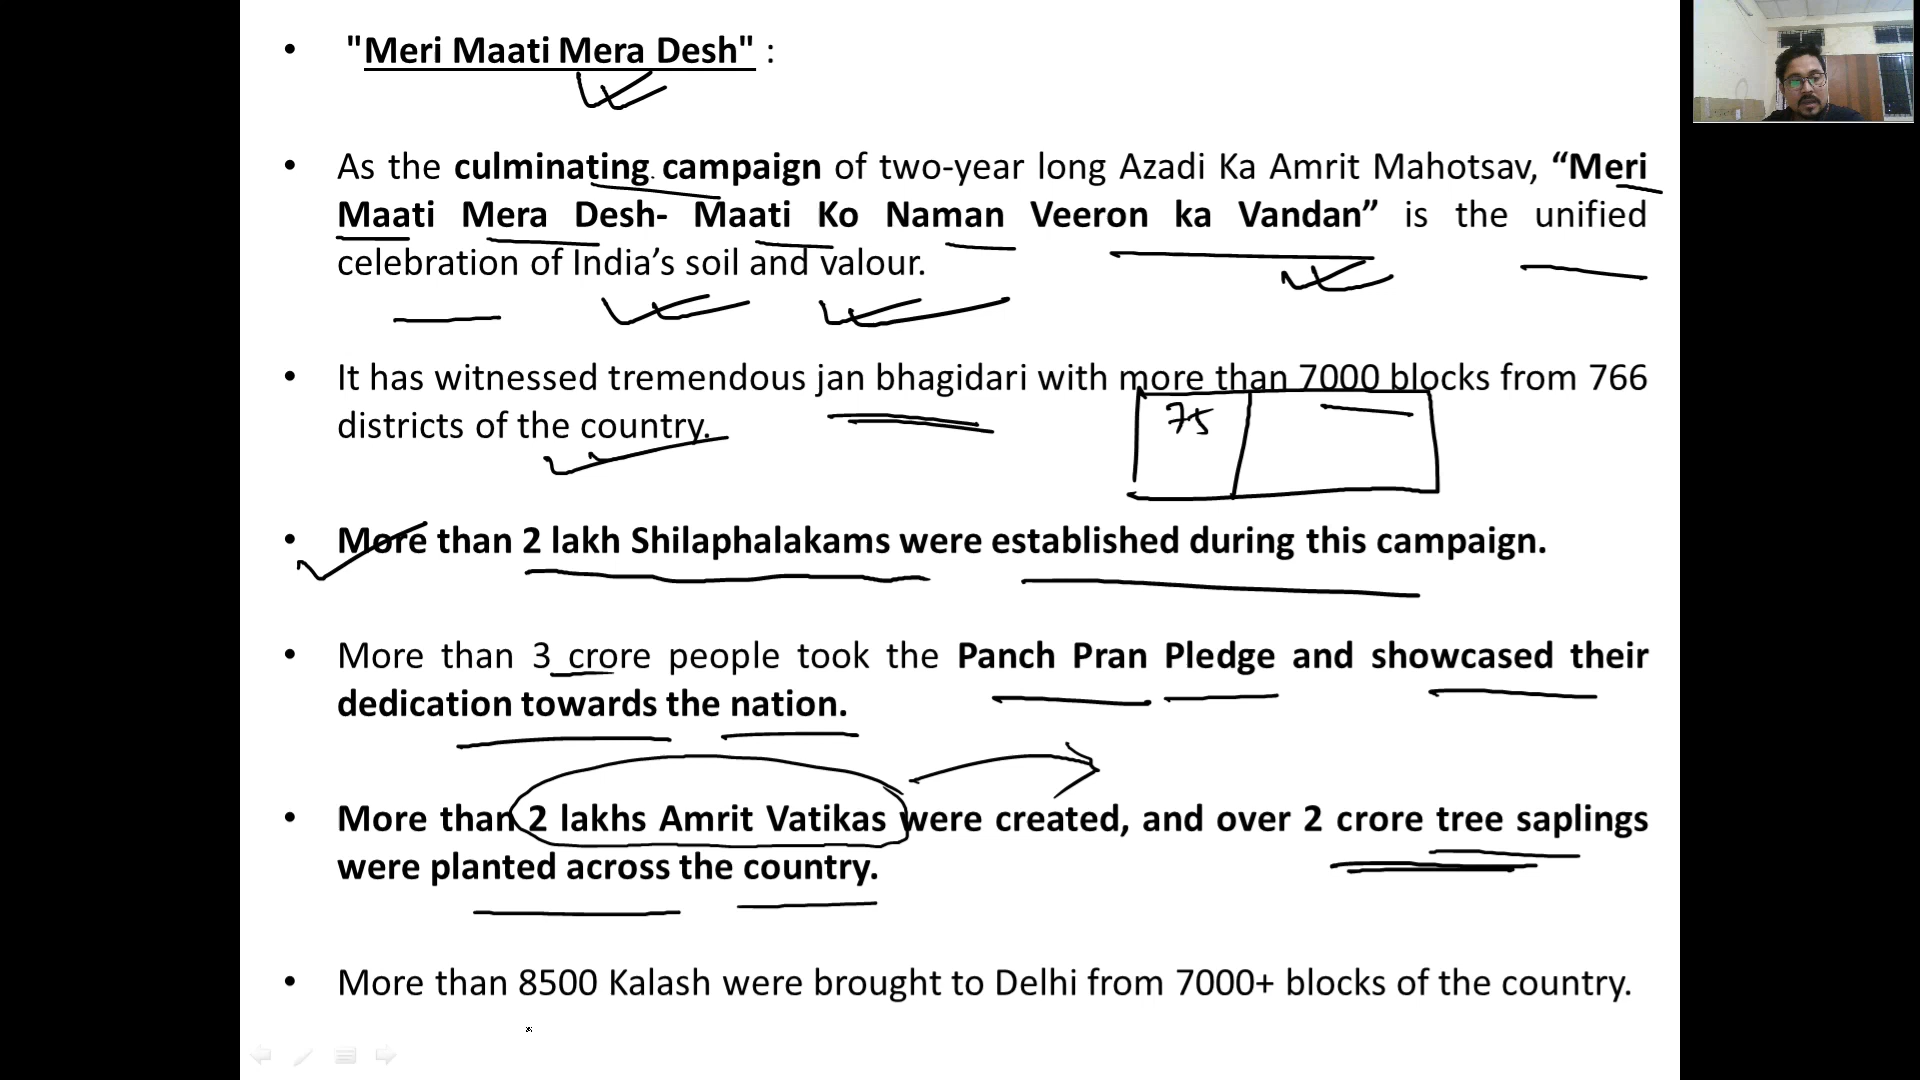 • "Meri Maati Mera Desh" :
• As the culminating campaign of two-year long Azadi Ka Amrit Mahotsav, “Meri
Maati Mera Desh- Maati Ko Naman Veeron ka Vandan” is the unified
celebration of India’s soil and valour.
• It has witnessed tremendous jan bhagidari with more than 7000 blocks from 766
districts of the country.
75
• More than 2 lakh Shilaphalakams were established during this campaign.
• More than 3 crore people took the Panch Pran Pledge and showcased their
dedication towards the nation.
• More than 2 lakhs Amrit Vatikas were created, and over 2 crore tree saplings
were planted across the country.
• More than 8500 Kalash were brought to Delhi from 7000+ blocks of the country.